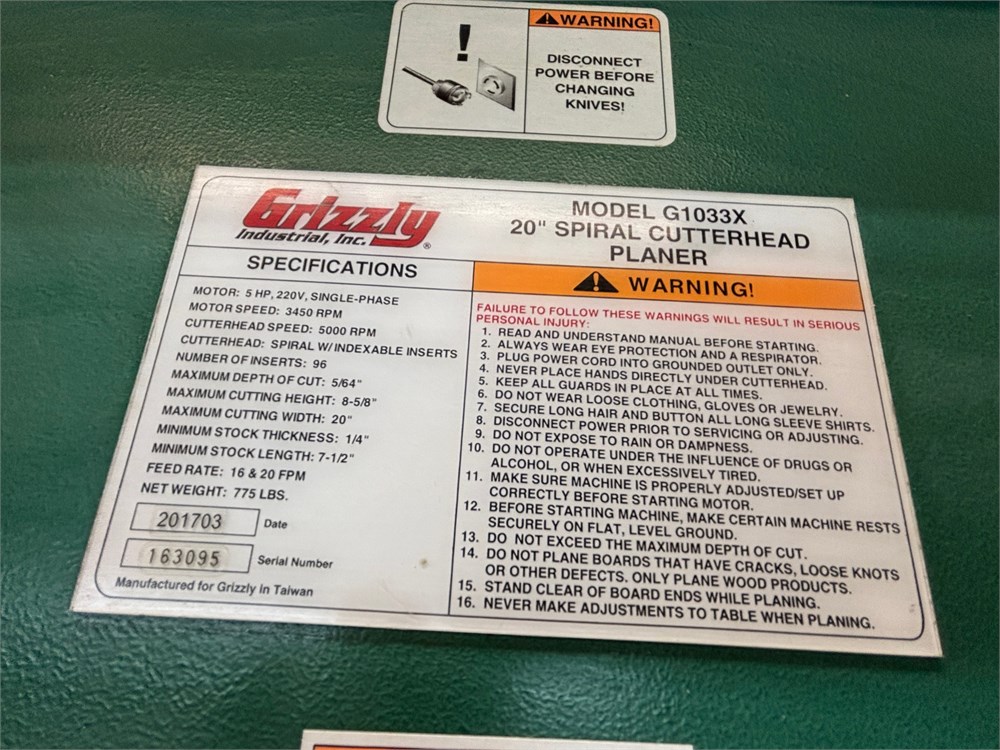 WARNING!
DISCONNECT
POWER BEFORE
CHANGING
KNIVES!
Grizzly
Industrial, Inc.®
MODEL G1033X
20" SPIRAL CUTTERHEAD
PLANER
SPECIFICATIONS
MOTOR: 5 HP, 220V, SINGLE-PHASE
MOTOR SPEED: 3450 RPM
CUTTERHEAD SPEED: 5000 RPM
CUTTERHEAD: SPIRAL W/INDEXABLE INSERTS
NUMBER OF INSERTS: 96
MAXIMUM DEPTH OF CUT: 5/64"
MAXIMUM CUTTING HEIGHT: 8-5/8"
MAXIMUM CUTTING WIDTH: 20"
MINIMUM STOCK THICKNESS: 1/4"
MINIMUM STOCK LENGTH: 7-1/2"
FEED RATE: 16 & 20 FPM
NET WEIGHT: 775 LBS.
201703 Date
163095 Serial Number
Manufactured for Grizzly in Taiwan
WARNING!
FAILURE TO FOLLOW THESE WARNINGS WILL RESULT IN SERIOUS
PERSONAL INJURY:
1. READ AND UNDERSTAND MANUAL BEFORE STARTING.
2. ALWAYS WEAR EYE PROTECTION AND A RESPIRATOR.
3. PLUG POWER CORD INTO GROUNDED OUTLET ONLY.
4. NEVER PLACE HANDS DIRECTLY UNDER CUTTERHEAD.
5. KEEP ALL GUARDS IN PLACE AT ALL TIMES.
6. DO NOT WEAR LOOSE CLOTHING, GLOVES OR JEWELRY.
7. SECURE LONG HAIR AND BUTTON ALL LONG SLEEVE SHIRTS.
8. DISCONNECT POWER PRIOR TO SERVICING OR ADJUSTING.
9. DO NOT EXPOSE TO RAIN OR DAMPNESS.
10. DO NOT OPERATE UNDER THE INFLUENCE OF DRUGS OR
ALCOHOL, OR WHEN EXCESSIVELY TIRED.
11. MAKE SURE MACHINE IS PROPERLY ADJUSTED/SET UP
CORRECTLY BEFORE STARTING MOTOR.
12. BEFORE STARTING MACHINE, MAKE CERTAIN MACHINE RESTS
SECURELY ON FLAT, LEVEL GROUND.
13. DO NOT EXCEED THE MAXIMUM DEPTH OF CUT.
14. DO NOT PLANE BOARDS THAT HAVE CRACKS, LOOSE KNOTS
OR OTHER DEFECTS. ONLY PLANE WOOD PRODUCTS.
15. STAND CLEAR OF BOARD ENDS WHILE PLANING.
16. NEVER MAKE ADJUSTMENTS TO TABLE WHEN PLANING.